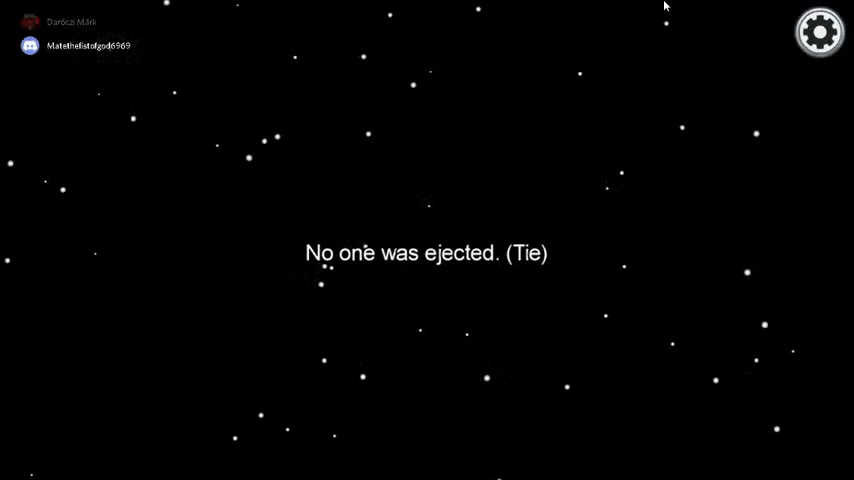 Daróczi Márk
Matethefistofgod6969
No one was ejected. (Tie)